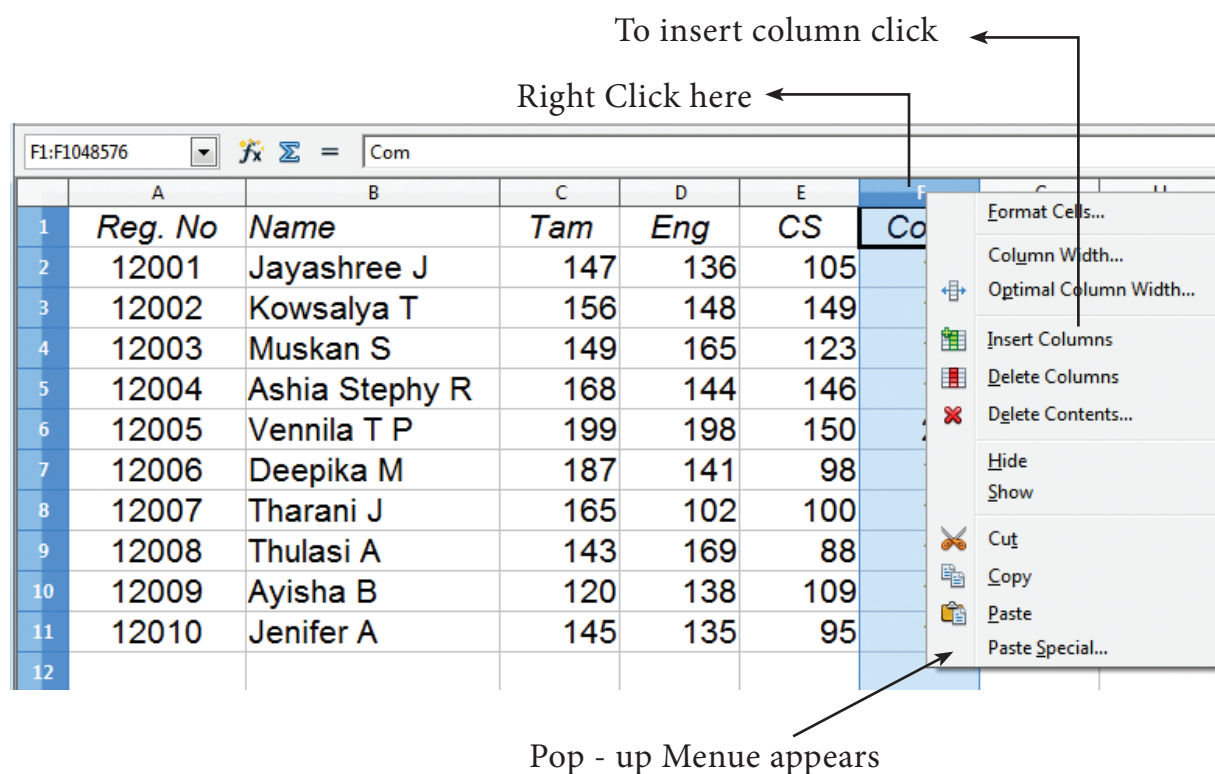 To insert column click
Right Click here
F1:F1048576 fx Σ = Com
A B C D E F
1 Reg. No Name Tam Eng CS
2 12001 Jayashree J 147 136 105
3 12002 Kowsalya T 156 148 149
4 12003 Muskan S 149 165 123
5 12004 Ashia Stephy R 168 144 146
6 12005 Vennila T P 199 198 150
7 12006 Deepika M 187 141 98
8 12007 Tharani J 165 102 100
9 12008 Thulasi A 143 169 88
10 12009 Ayisha B 120 138 109
11 12010 Jenifer A 145 135 95
12
Format Cells...
Column Width...
Optimal Column Width...
Insert Columns
Delete Columns
Delete Contents...
Hide
Show
Cut
Copy
Paste
Paste Special...
Pop - up Menue appears